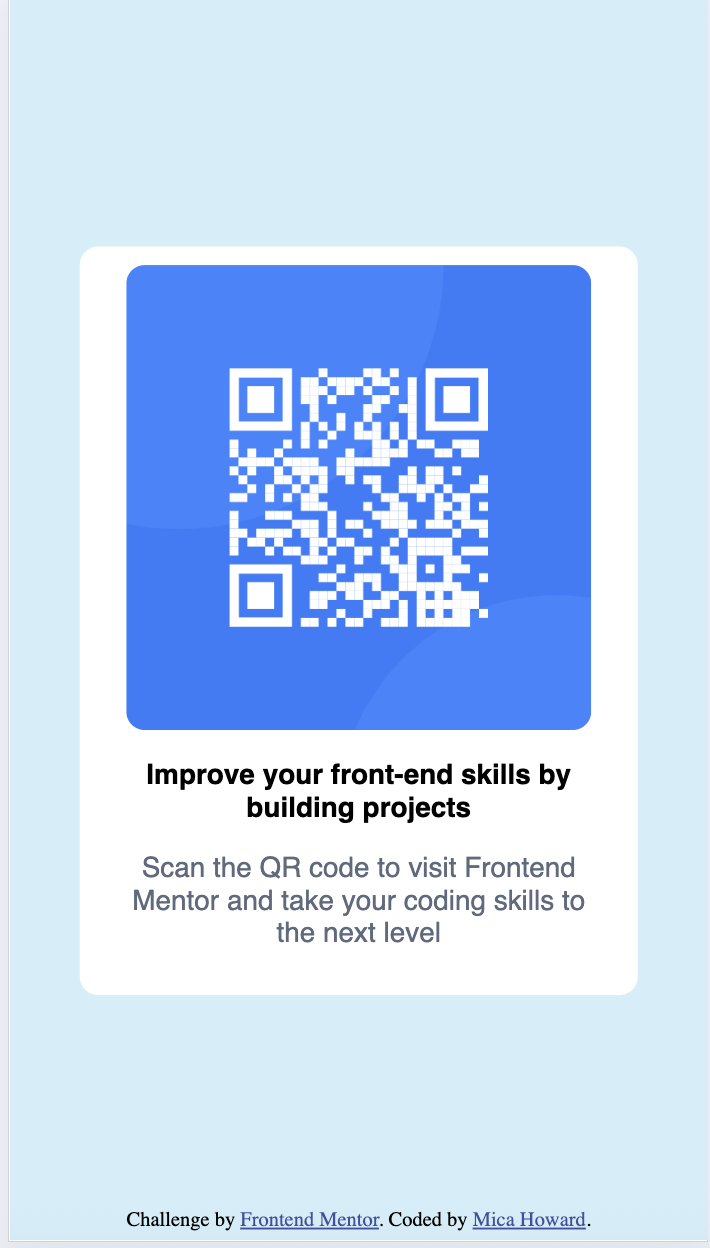 Improve your front-end skills by
building projects
Scan the QR code to visit Frontend
Mentor and take your coding skills to
the next level
Challenge by Frontend Mentor. Coded by Mica Howard.